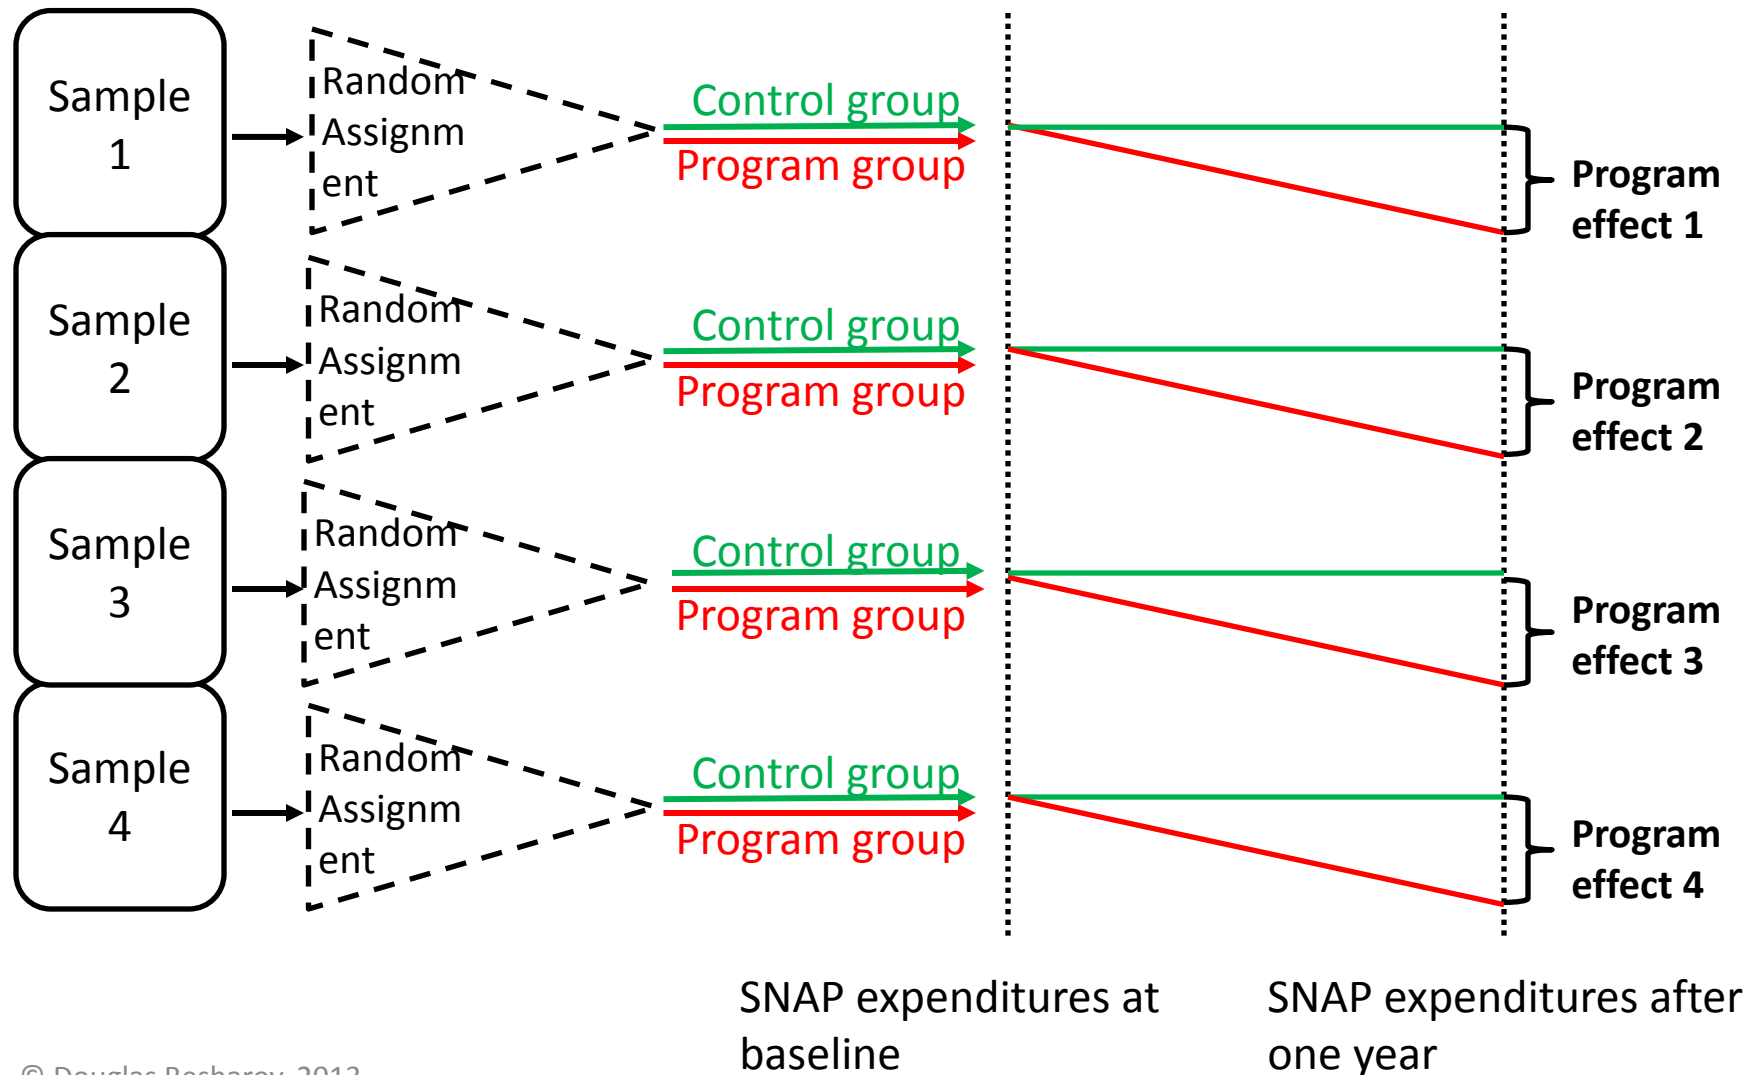 Sample
1
Random
Assignm
ent
Control group
Program group
Program
effect 1
Sample
2
Random
Assignm
ent
Control group
Program group
Program
effect 2
Sample
3
Random
Assignm
ent
Control group
Program group
Program
effect 3
Sample
4
Random
Assignm
ent
Control group
Program group
Program
effect 4
SNAP expenditures at
baseline
SNAP expenditures after
one year
© Douglas Besharov, 2013